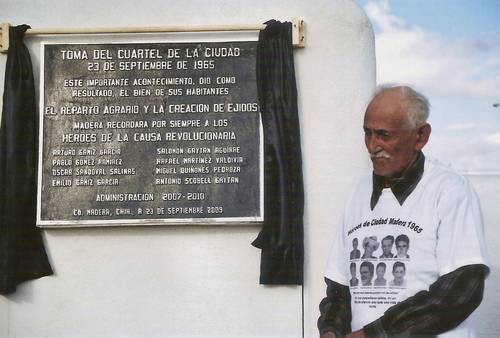 TOMA DEL CUARTEL DE LA CIUDAD
23 DE SEPTIEMBRE DE 1965
ESTE IMPORTANTE ACONTECIMIENTO, DIO COMO
RESULTADO, EL BIEN DE SUS HABITANTES
EL REPARTO AGRARIO Y LA CREACION DE EJIDOS
MADERA RECORDARA POR SIEMPRE A LOS
HEROES DE LA CAUSA REVOLUCIONARIA
ARTURO GAMIZ GARCIA
PABLO GOMEZ RAMIREZ
OSCAR SANDOVAL SALINAS
EMILIO GAMIZ GARCIA
SALOMON GAYTAN AGUIRRE
RAFAEL MARTINEZ VALDIVIA
MIGUEL QUIÑONES PEDROZA
ANTONIO SCOBELL GAYTAN
ADMINISTRACION 2007-2010
CD. MADERA, CHIH., A 23 DE SEPTIEMBRE 2009
Heroes de Ciudad Madera 1965